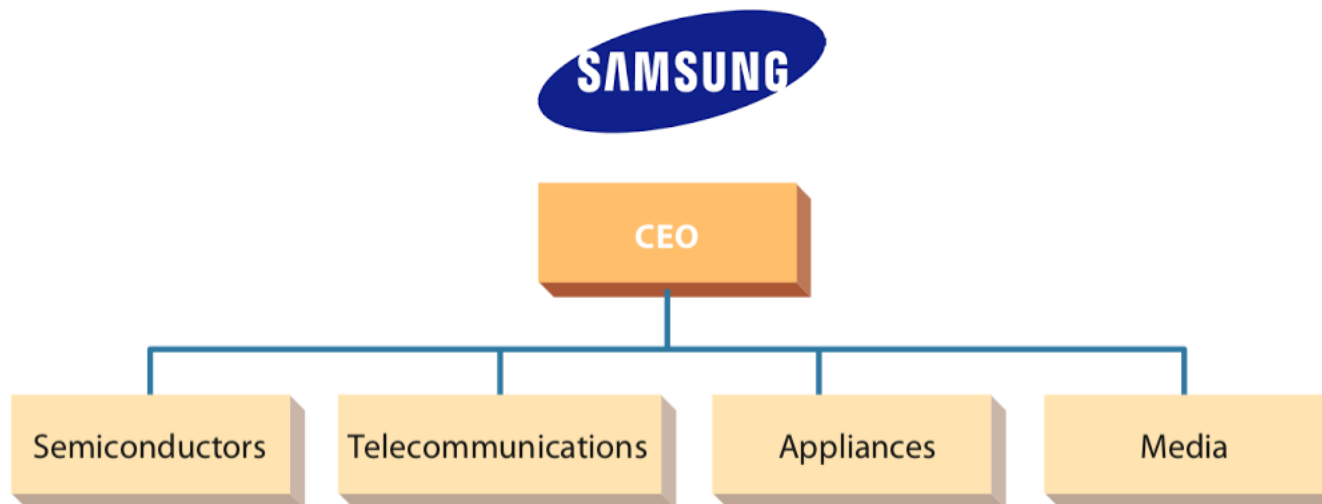 SAMSUNG
CEO
Semiconductors
Telecommunications
Appliances
Media